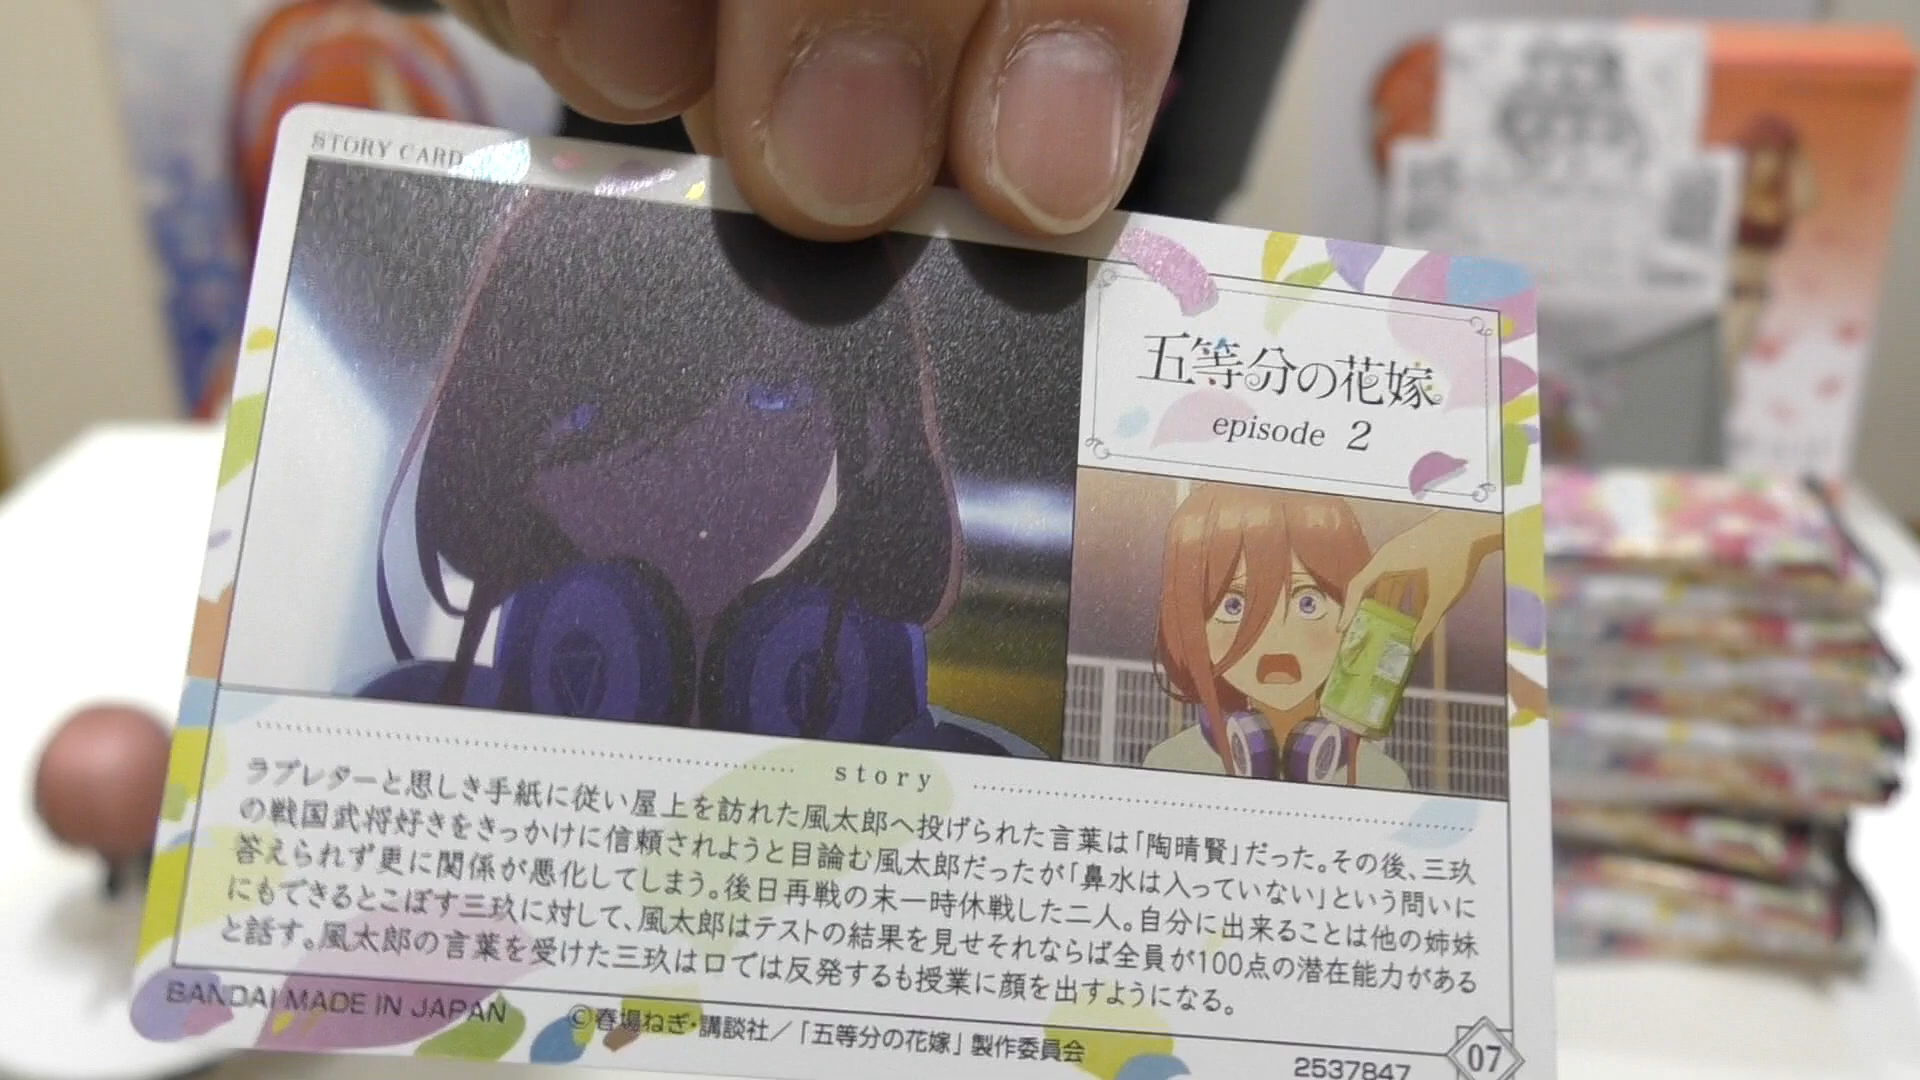 STORY CARD
五等分の花嫁
episode 2
story
ラブレターと思しき手紙に従い屋上を訪れた風太郎へ投げられた言葉は「陶晴賢」だった。その後、三玖
の戦国武将好きをきっかけに信頼されようと目論む風太郎だったが「鼻水は入っていない」という問いに
答えられず更に関係が悪化してしまう。後日再戦の末一時休戦した二人。自分に出来ることは他の姉妹
にもできるとこぼす三玖に対して、風太郎はテストの結果を見せそれならば全員が100点の潜在能力がある
と話す。風太郎の言葉を受けた三玖は口では反発するも授業に顔を出すようになる。
BANDAI MADE IN JAPAN
©春場ねぎ・講談社／「五等分の花嫁」製作委員会
2537847
07